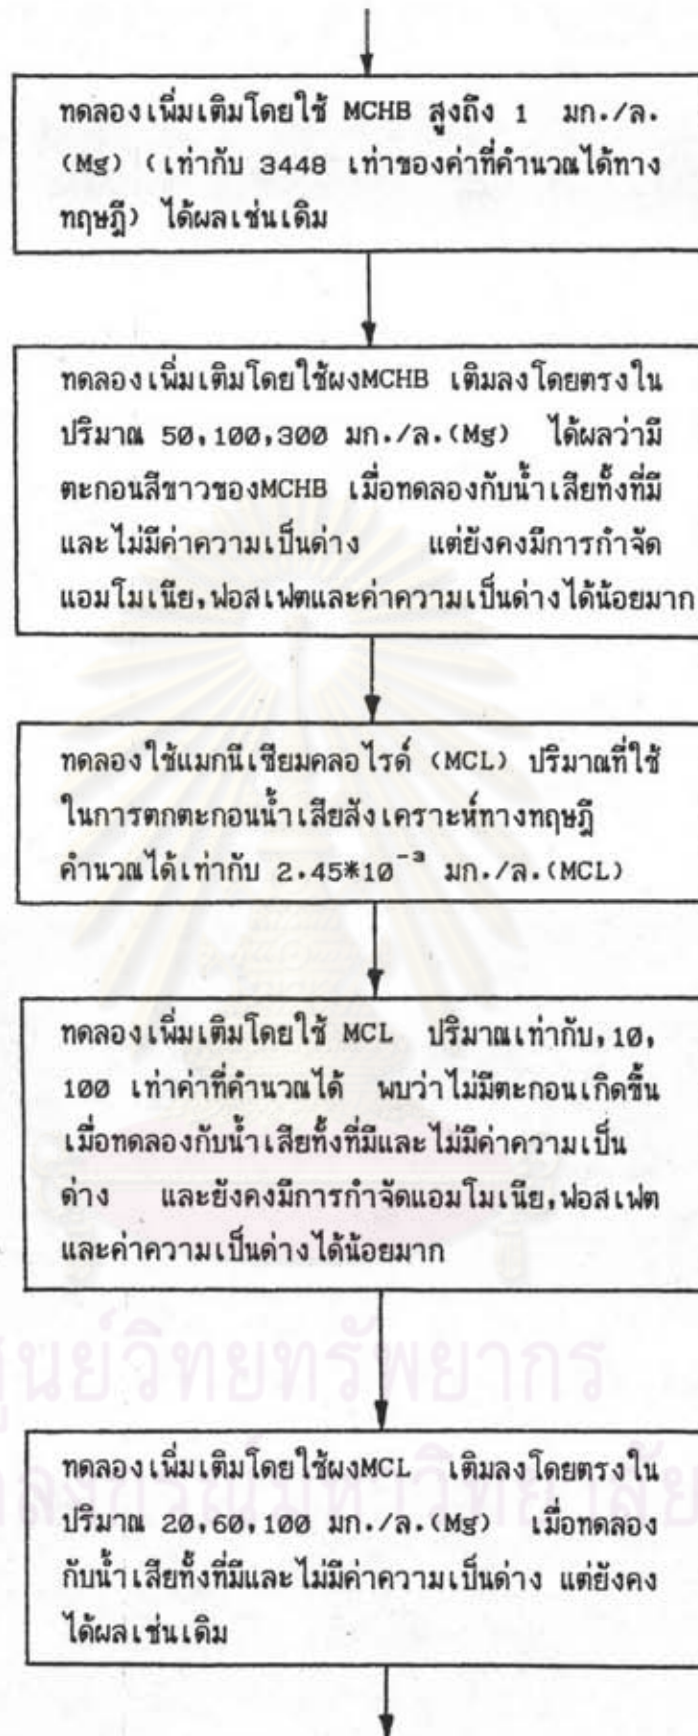 ทดลองเพิ่มเติมโดยใช้ MCHB สูงถึง 1 มก./ล.
(Mg) (เท่ากับ 3448 เท่าของค่าที่คำนวณได้ทาง
ทฤษฎี) ได้ผลเช่นเดิม
ทดลองเพิ่มเติมโดยใช้ผงMCHB เติมลงโดยตรงใน
ปริมาณ 50,100,300 มก./ล.(Mg) ได้ผลว่ามี
ตะกอนสีขาวของMCHB เมื่อทดลองกับน้ำเสียทั้งที่มี
และไม่มีค่าความเป็นด่าง แต่ยังคงมีการกำจัด
แอมโมเนีย,ฟอสเฟตและค่าความเป็นด่างได้น้อยมาก
ทดลองใช้แมกนีเซียมคลอไรด์ (MCL) ปริมาณที่ใช้
ในการตกตะกอนน้ำเสียสังเคราะห์ทางทฤษฎี
คำนวณได้เท่ากับ 2.45*10⁻³ มก./ล.(MCL)
ทดลองเพิ่มเติมโดยใช้ MCL ปริมาณเท่ากับ,10,
100 เท่าค่าที่คำนวณได้ พบว่าไม่มีตะกอนเกิดขึ้น
เมื่อทดลองกับน้ำเสียทั้งที่มีและไม่มีค่าความเป็น
ด่าง และยังคงมีการกำจัดแอมโมเนีย,ฟอสเฟต
และค่าความเป็นด่างได้น้อยมาก
ศูนย์วิทยทรัพยากร
ทดลองเพิ่มเติมโดยใช้ผงMCL เติมลงโดยตรงใน
ปริมาณ 20,60,100 มก./ล.(Mg) เมื่อทดลอง
กับน้ำเสียทั้งที่มีและไม่มีค่าความเป็นด่าง แต่ยังคง
ได้ผลเช่นเดิม